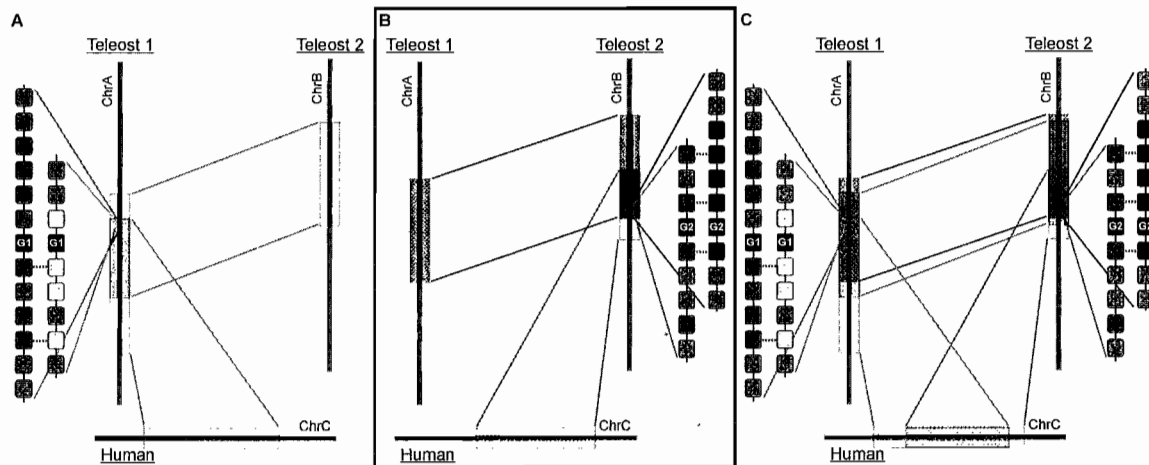 A
Teleost 1
Teleost 2
ChrA
ChrB
G1
G1
ChrC
Human
B
Teleost 1
Teleost 2
ChrA
ChrB
G2
G2
ChrC
Human
C
Teleost 1
Teleost 2
ChrA
ChrB
G1
G1
G2
G2
ChrC
Human